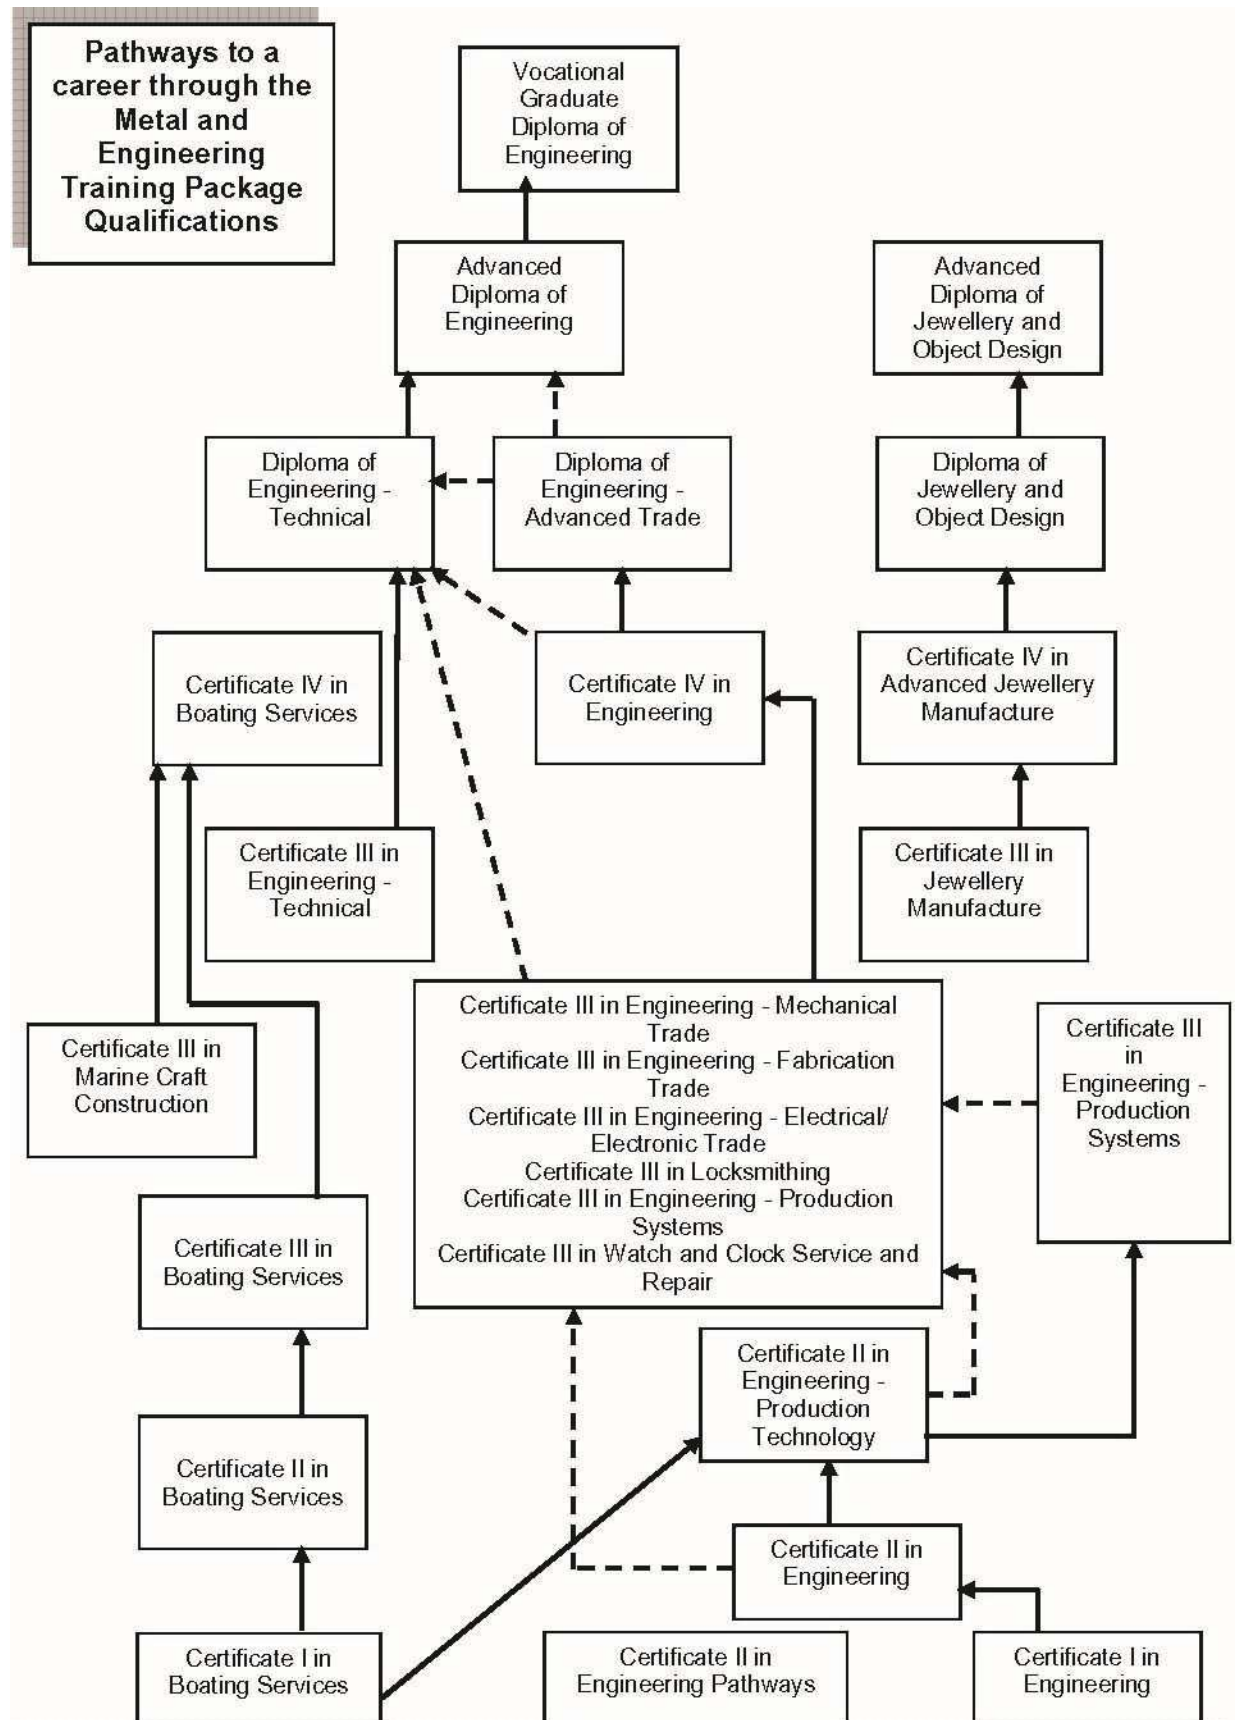 Pathways to a
career through the
Metal and
Engineering
Training Package
Qualifications
Vocational
Graduate
Diploma of
Engineering
Advanced
Diploma of
Engineering
Advanced
Diploma of
Jewellery and
Object Design
Diploma of
Engineering -
Technical
Diploma of
Engineering -
Advanced Trade
Diploma of
Jewellery and
Object Design
Certificate IV in
Boating Services
Certificate IV in
Engineering
Certificate IV in
Advanced Jewellery
Manufacture
Certificate III in
Engineering -
Technical
Certificate III in
Jewellery
Manufacture
Certificate III in
Marine Craft
Construction
Certificate III in Engineering - Mechanical
Trade
Certificate III in Engineering - Fabrication
Trade
Certificate III in Engineering - Electrical/
Electronic Trade
Certificate III in Locksmithing
Certificate III in Engineering - Production
Systems
Certificate III in Watch and Clock Service and
Repair
Certificate III
in
Engineering -
Production
Systems
Certificate III in
Boating Services
Certificate II in
Engineering -
Production
Technology
Certificate II in
Boating Services
Certificate II in
Engineering
Certificate I in
Boating Services
Certificate II in
Engineering Pathways
Certificate I in
Engineering